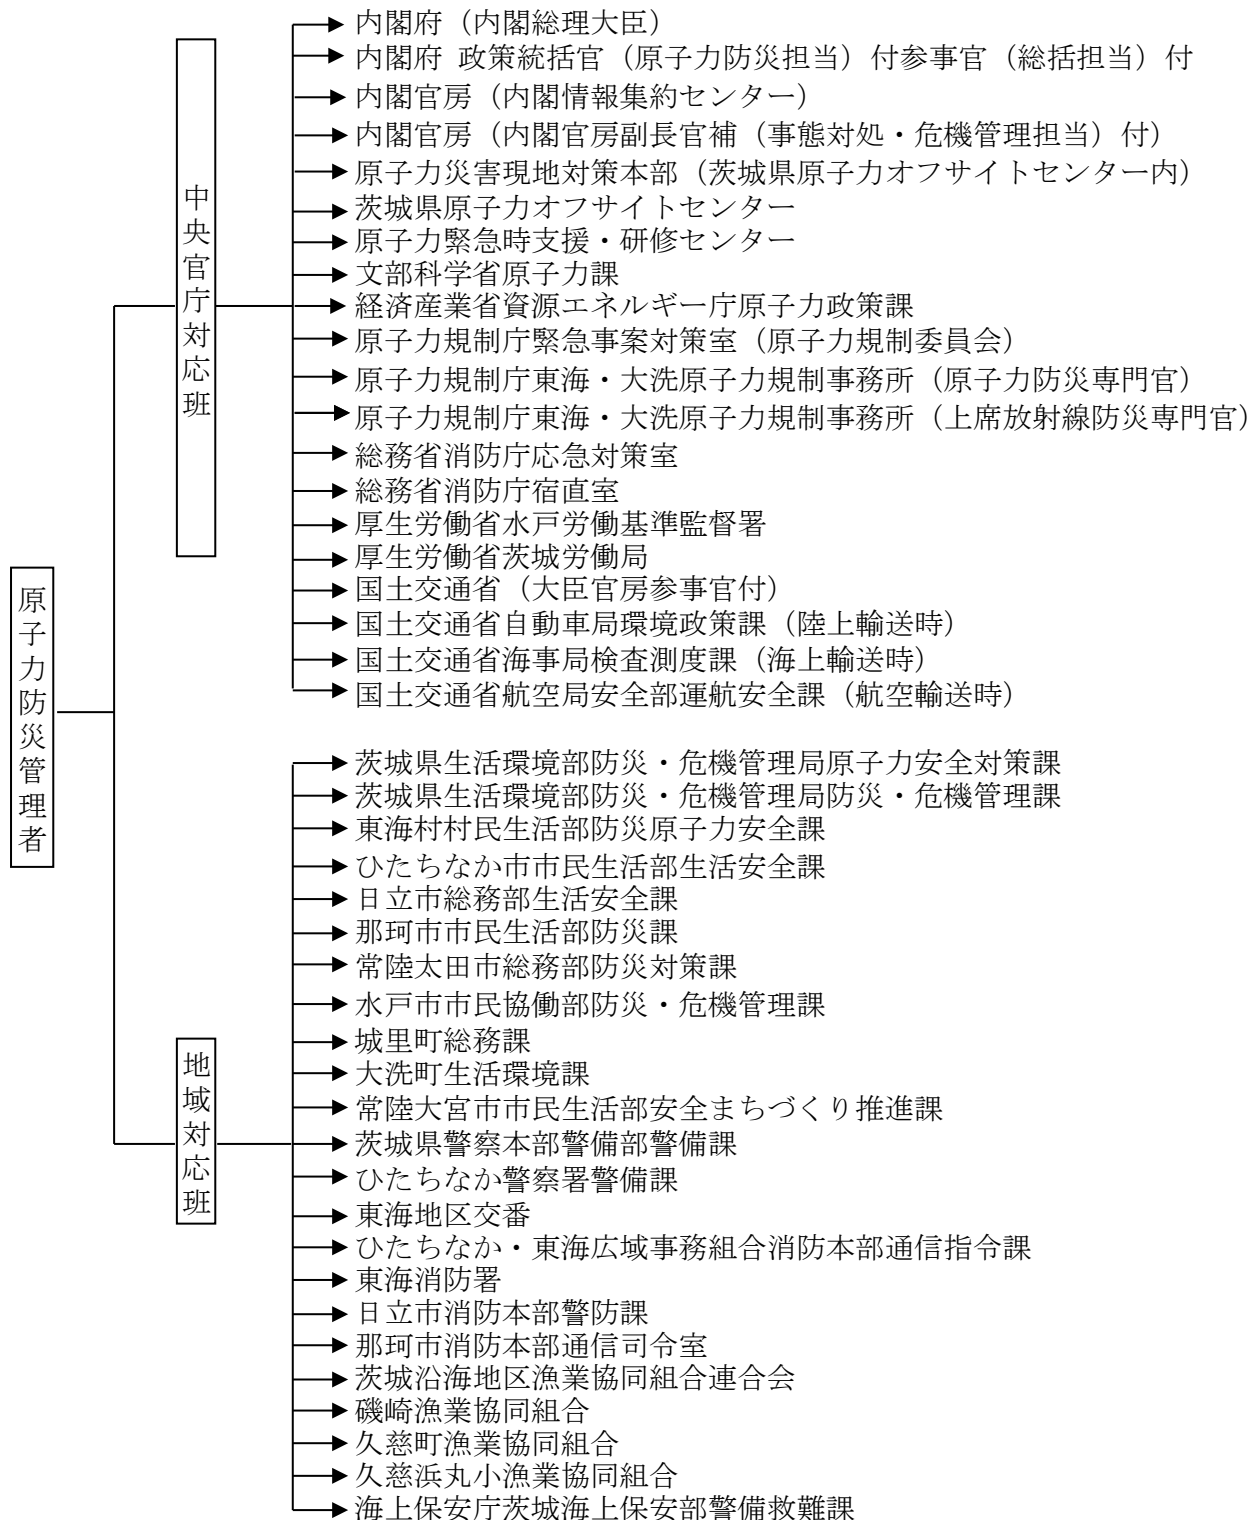 原子力防災管理者
中央官庁対応班
内閣府（内閣総理大臣）
内閣府 政策統括官（原子力防災担当）付参事官（総括担当）付
内閣官房（内閣情報集約センター）
内閣官房（内閣官房副長官補（事態対処・危機管理担当）付）
原子力災害現地対策本部（茨城県原子力オフサイトセンター内）
茨城県原子力オフサイトセンター
原子力緊急時支援・研修センター
文部科学省原子力課
経済産業省資源エネルギー庁原子力政策課
原子力規制庁緊急事案対策室（原子力規制委員会）
原子力規制庁東海・大洗原子力規制事務所（原子力防災専門官）
原子力規制庁東海・大洗原子力規制事務所（上席放射線防災専門官）
総務省消防庁応急対策室
総務省消防庁宿直室
厚生労働省水戸労働基準監督署
厚生労働省茨城労働局
国土交通省（大臣官房参事官付）
国土交通省自動車局環境政策課（陸上輸送時）
国土交通省海事局検査測度課（海上輸送時）
国土交通省航空局安全部運航安全課（航空輸送時）
地域対応班
茨城県生活環境部防災・危機管理局原子力安全対策課
茨城県生活環境部防災・危機管理局防災・危機管理課
東海村村民生活部防災原子力安全課
ひたちなか市市民生活部生活安全課
日立市総務部生活安全課
那珂市市民生活部防災課
常陸太田市総務部防災対策課
水戸市市民協働部防災・危機管理課
城里町総務課
大洗町生活環境課
常陸大宮市市民生活部安全まちづくり推進課
茨城県警察本部警備部警備課
ひたちなか警察署警備課
東海地区交番
ひたちなか・東海広域事務組合消防本部通信指令課
東海消防署
日立市消防本部警防課
那珂市消防本部通信司令室
茨城沿海地区漁業協同組合連合会
磯崎漁業協同組合
久慈町漁業協同組合
久慈浜丸小漁業協同組合
海上保安庁茨城海上保安部警備救難課